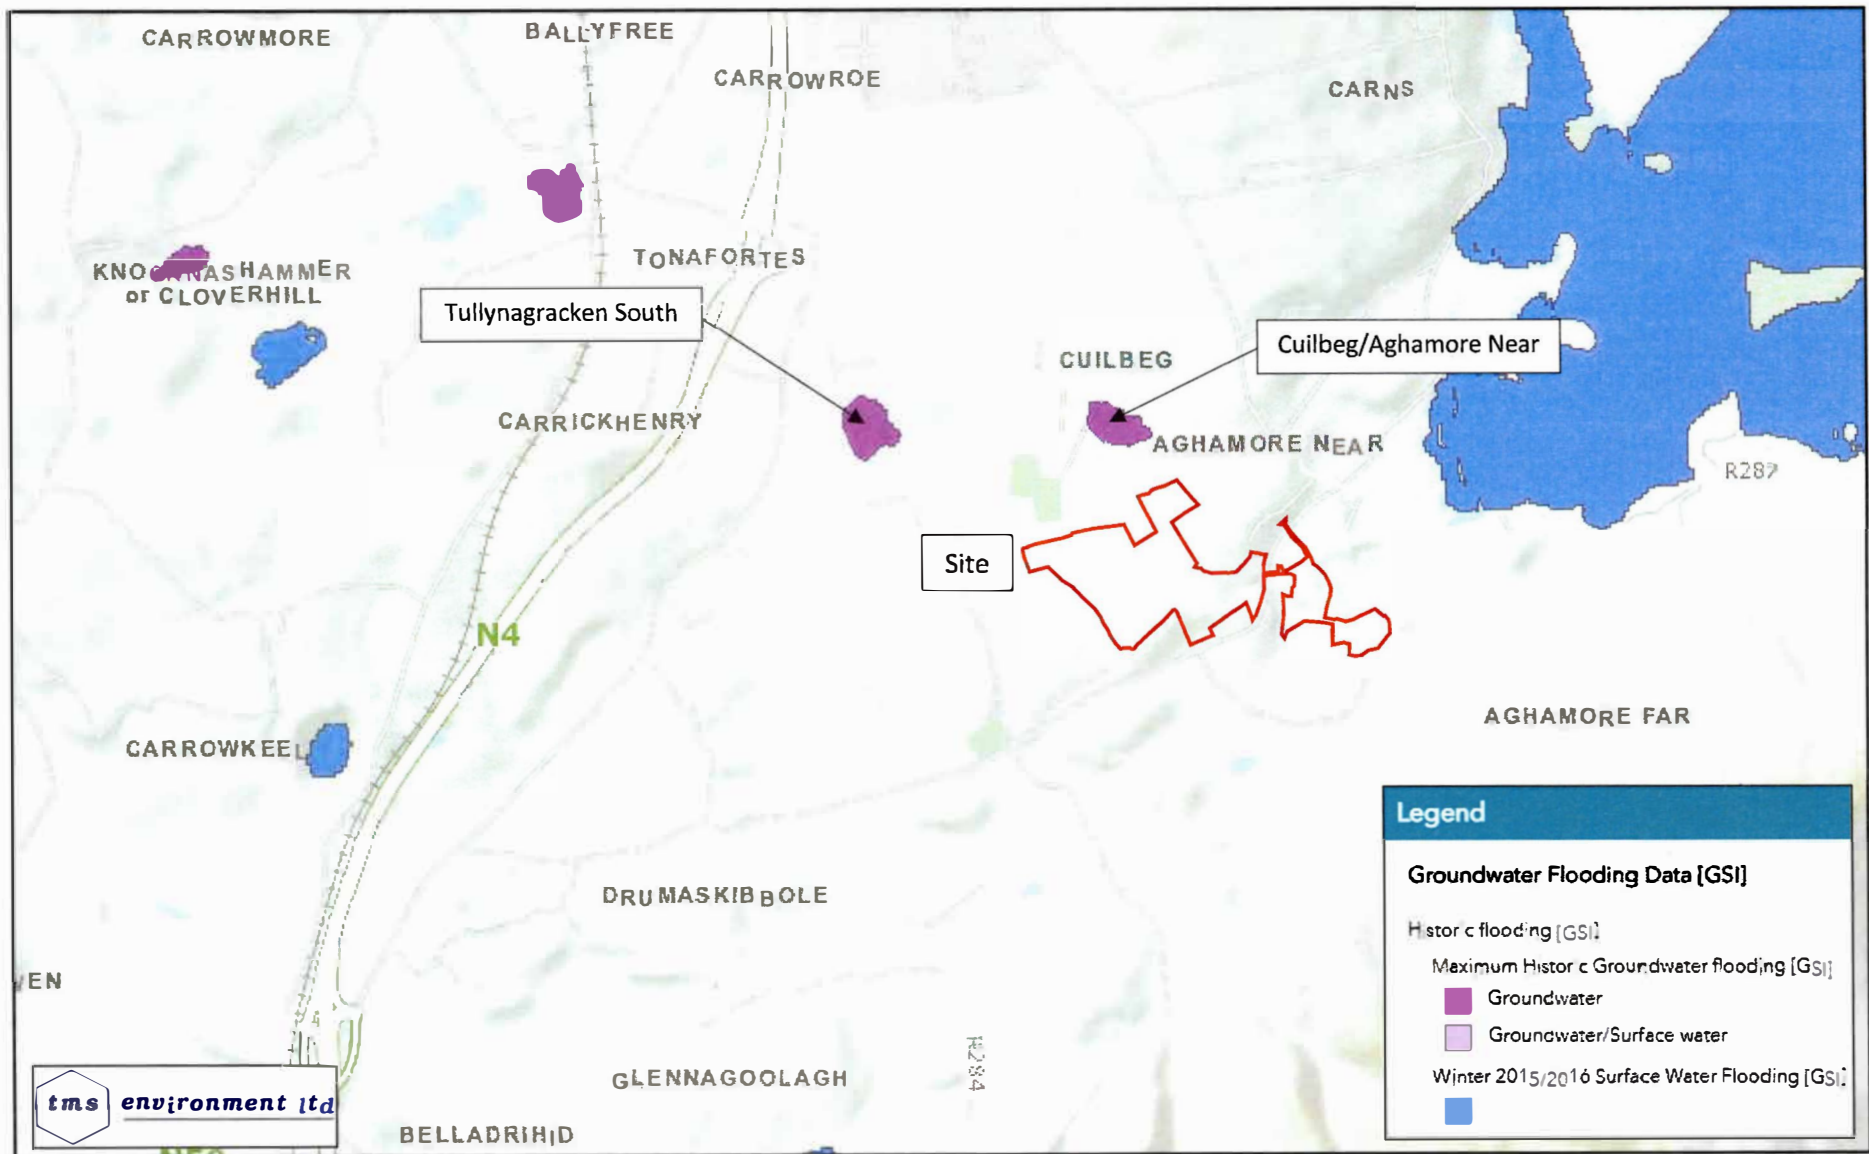 CARROWMORE
BALLYFREE
CARROWROE
CARNS
TONAFORTES
or CLOVERHILL
Tullynagracken South
Cuilbeg/Aghamore Near
CUILBEG
CARRICKHENRY
AGHAMORE NEAR
R287
Site
N4
AGHAMORE FAR
CARROWKEEL
DRUMASKIBBOLE
R284
GLENNAGOOLAGH
BELLADRIHID
tms environment ltd
Legend
Groundwater Flooding Data [GSI]
Historic flooding [GSI]
Maximum Historic Groundwater flooding [GSI]
Groundwater
Groundwater/Surface water
Winter 2015/2016 Surface Water Flooding [GSI]